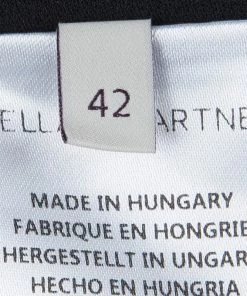 42
ELLA ARTNE
MADE IN HUNGARY
FABRIQUE EN HONGRIE
HERGESTELLT IN UNGAR
HECHO EN HUNGRIA